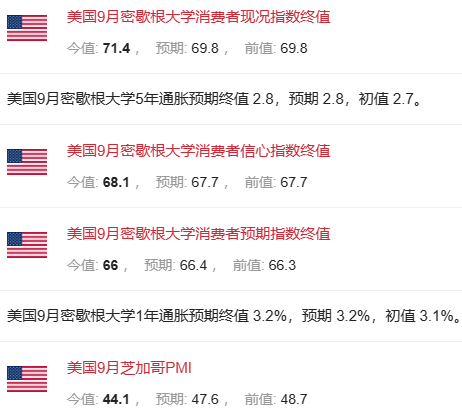 美国9月密歇根大学消费者现况指数终值
今值: 71.4 ， 预期: 69.8 ， 前值: 69.8
美国9月密歇根大学5年通胀预期终值 2.8，预期 2.8，初值 2.7。
美国9月密歇根大学消费者信心指数终值
今值: 68.1 ， 预期: 67.7 ， 前值: 67.7
美国9月密歇根大学消费者预期指数终值
今值: 66 ， 预期: 66.4 ， 前值: 66.3
美国9月密歇根大学1年通胀预期终值 3.2%，预期 3.2%，初值 3.1%。
美国9月芝加哥PMI
今值: 44.1 ， 预期: 47.6 ， 前值: 48.7